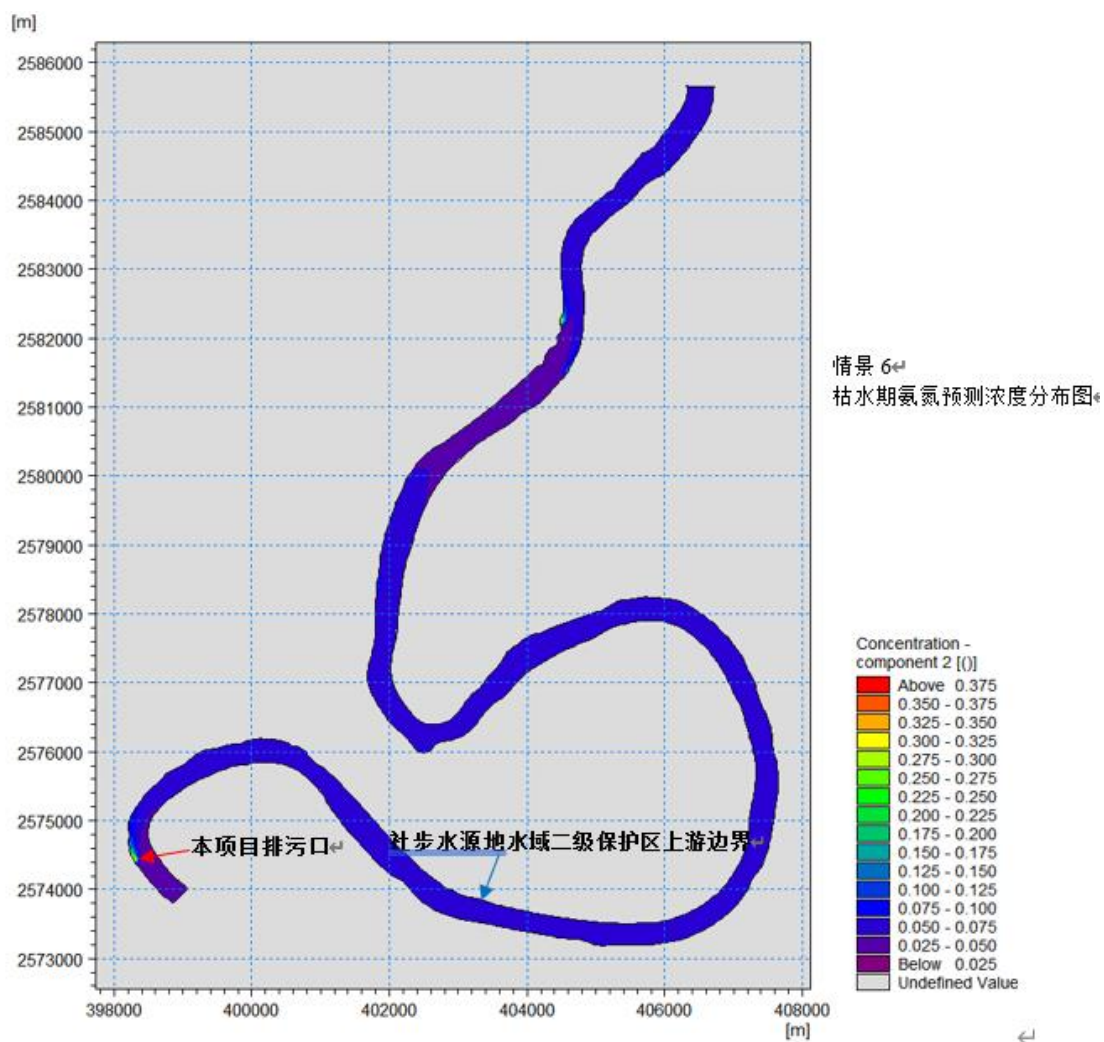 [m]
2586000
2585000
2584000
2583000
2582000
2581000
2580000
2579000
2578000
2577000
2576000
2575000
2574000
2573000
398000 400000 402000 404000 406000 408000
[m]
本项目排污口↵
社步水源地水域二级保护区上游边界↵
情景 6↵
枯水期氨氮预测浓度分布图↵
Concentration -
component 2 [()]
Above 0.375
0.350 - 0.375
0.325 - 0.350
0.300 - 0.325
0.275 - 0.300
0.250 - 0.275
0.225 - 0.250
0.200 - 0.225
0.175 - 0.200
0.150 - 0.175
0.125 - 0.150
0.100 - 0.125
0.075 - 0.100
0.050 - 0.075
0.025 - 0.050
Below 0.025
Undefined Value
↵